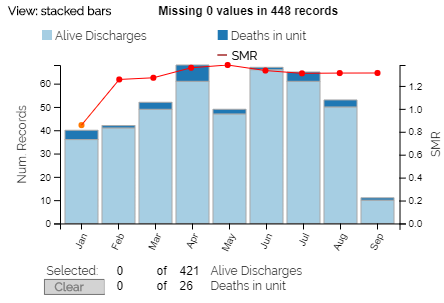 View: stacked bars Missing 0 values in 448 records
Alive Discharges Deaths in unit
SMR
60
50
40
30
20
10
0
Num Records
1.2
1.0
0.8
0.6
0.4
0.2
0.0
SMR
Jan Feb Mar Apr May Jun Jul Aug Sep
Selected: 0 of 421 Alive Discharges
Clear 0 of 26 Deaths in unit